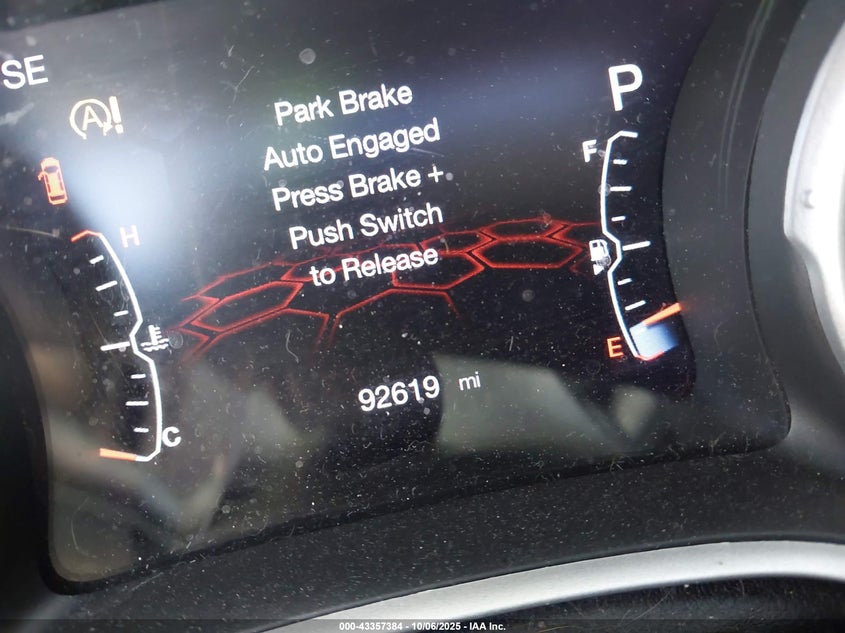 SE
P
A!
Park Brake
Auto Engaged
Press Brake +
Push Switch
to Release
F
H
E
C
92619 mi
000-43357384 - 10/06/2025 - IAA Inc.